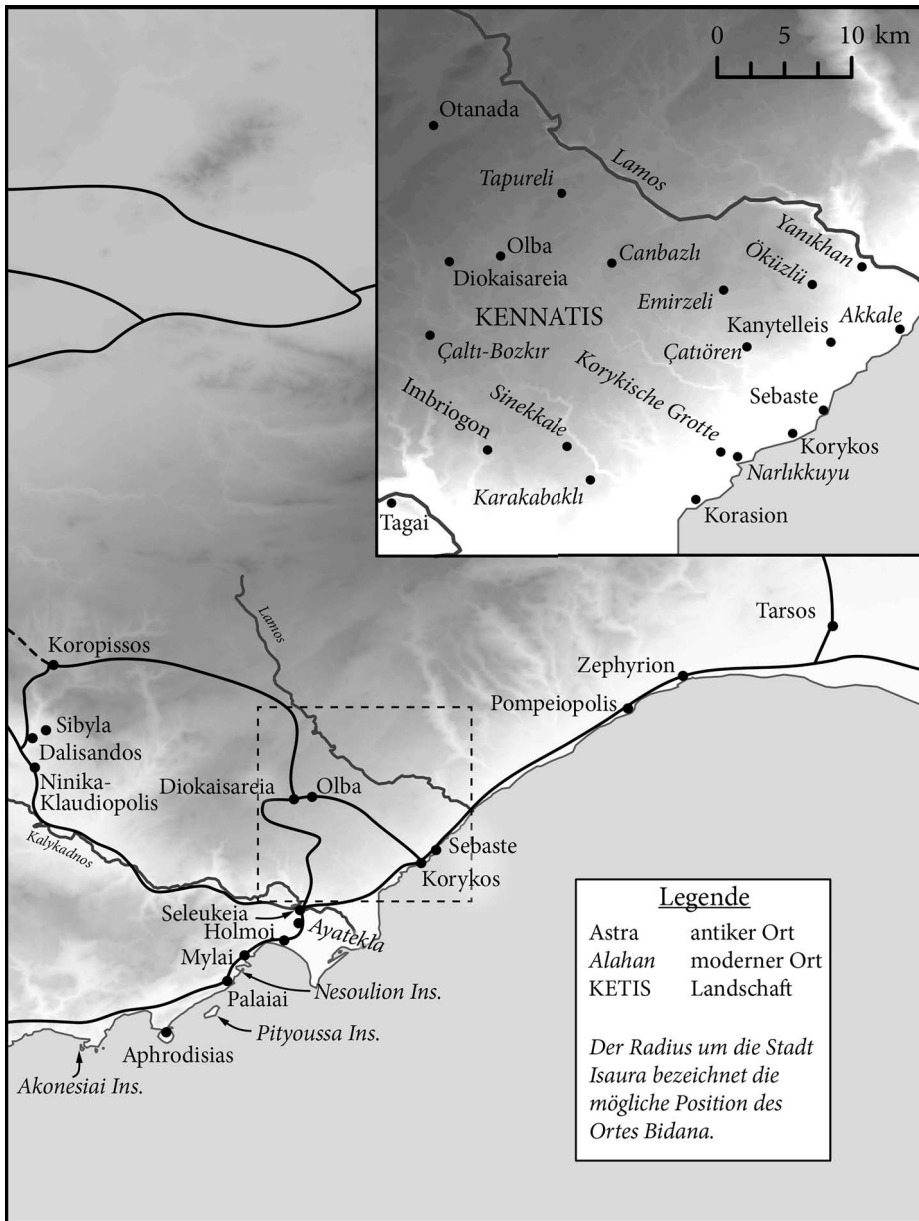 0 5 10 km
Otanada
Lamos
Tapureli
Yanıkhan
Olba
Canbazlı
Öküzlü
Diokaisareia
Emirzeli
Akkale
KENNATIS
Kanytelleis
Çaltı-Bozkır
Çatıören
Korykische Grotte
Imbriogon
Sinekkale
Sebaste
Korykos
Narlıkkuyu
Karakabaklı
Korasion
Tagai
Tarsos
Lamos
Koropissos
Zephyrion
Pompeiopolis
Sibyla
Dalisandos
Ninika-
Klaudiopolis
Diokaisareia
Olba
Kalykadnos
Sebaste
Korykos
Seleukeia
Holmoi
Ayatekla
Mylai
Nesoulion Ins.
Palaiai
Pityoussa Ins.
Aphrodisias
Akonesiai Ins.
Legende
Astra antiker Ort
Alahan moderner Ort
KETIS Landschaft
Der Radius um die Stadt
Isaura bezeichnet die
mögliche Position des
Ortes Bidana.